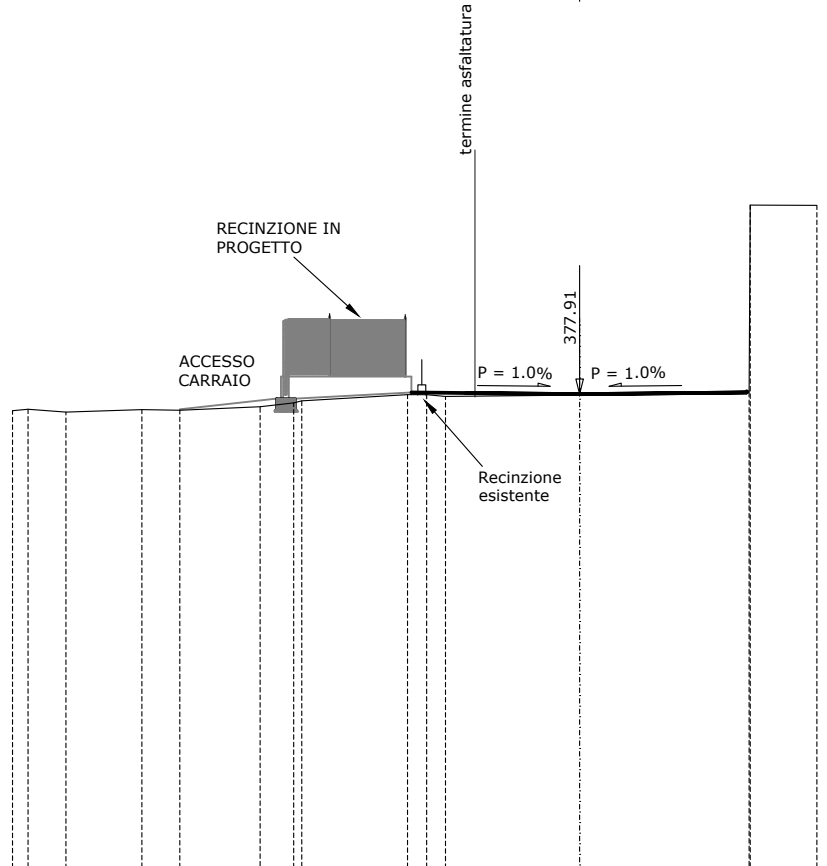 termine asfaltatura
RECINZIONE IN
PROGETTO
377.91
ACCESSO
CARRAIO
P = 1.0%
P = 1.0%
Recinzione
esistente